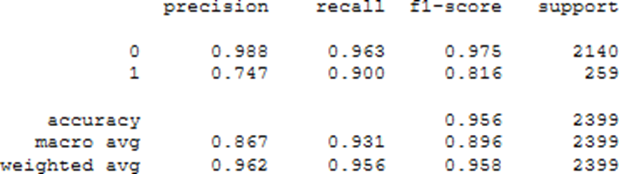 precision recall f1-score support
0 0.988 0.963 0.975 2140
1 0.747 0.900 0.816 259
accuracy 0.956 2399
macro avg 0.867 0.931 0.896 2399
weighted avg 0.962 0.956 0.958 2399